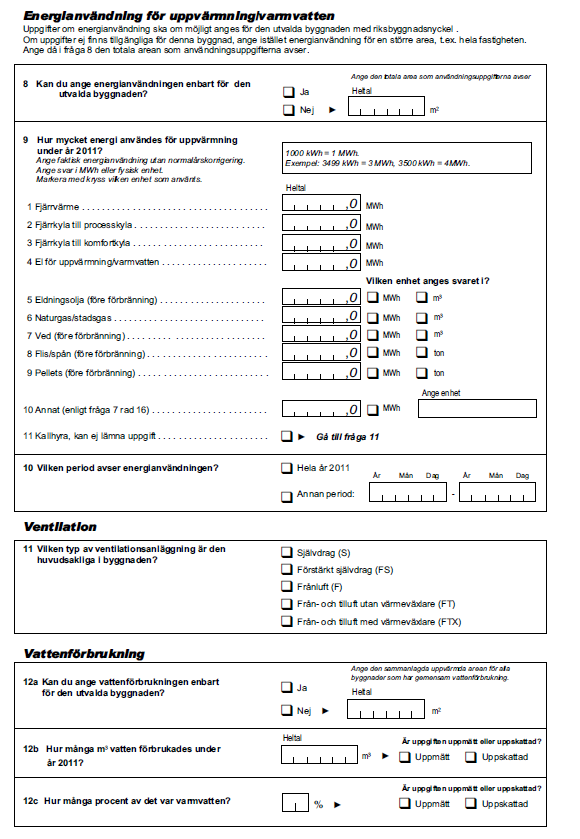 Energianvändning för uppvärmning/varmvatten
Uppgifter om energianvändning ska om möjligt anges för den utvalda byggnaden med riksbyggnadsnyckel .
Om uppgifter ej finns tillgängliga för denna byggnad, ange istället energianvändning för en större area, t.ex. hela fastigheten.
Ange då i fråga 8 den totala arean som användningsuppgifterna avser.
Ange den totala area som användningsuppgifterna avser
8 Kan du ange energianvändningen enbart för den
utvalda byggnaden?
Ja
Heltal
Nej ► m²
9 Hur mycket energi användes för uppvärmning
under år 2011?
Ange faktisk energianvändning utan normalårskorrigering.
Ange svar i MWh eller fysisk enhet.
Markera med kryss vilken enhet som använts.
1000 kWh = 1 MWh.
Exempel: 3499 kWh = 3 MWh, 3500 kWh = 4MWh.
Heltal
1 Fjärrvärme ,0 MWh
2 Fjärrkyla till processkyla ,0 MWh
3 Fjärrkyla till komfortkyla ,0 MWh
4 El för uppvärmning/varmvatten ,0 MWh
Vilken enhet anges svaret i?
5 Eldningsolja (före förbränning) ,0 MWh m³
6 Naturgas/stadsgas ,0 MWh m³
7 Ved (före förbränning) ,0 MWh m³
8 Flis/spån (före förbränning) ,0 MWh ton
9 Pellets (före förbränning) ,0 MWh ton
Ange enhet
10 Annat (enligt fråga 7 rad 16) ,0 MWh
11 Kallhyra, kan ej lämna uppgift ► Gå till fråga 11
10 Vilken period avser energianvändningen?
Hela år 2011
År Mån Dag År Mån Dag
Annan period: -
Ventilation
11 Vilken typ av ventilationsanläggning är den
huvudsakliga i byggnaden?
Självdrag (S)
Förstärkt självdrag (FS)
Frånluft (F)
Från- och tilluft utan värmeväxlare (FT)
Från- och tilluft med värmeväxlare (FTX)
Vattenförbrukning
Ange den sammanlagda uppvärmda arean för alla
byggnader som har gemensam vattenförbrukning.
12a Kan du ange vattenförbrukningen enbart
för den utvalda byggnaden?
Ja
Heltal
Nej ► m²
Heltal
Är uppgiften uppmätt eller uppskattad?
12b Hur många m³ vatten förbrukades under
år 2011?
m³ ► Uppmätt Uppskattad
Är uppgiften uppmätt eller uppskattad?
12c Hur många procent av det var varmvatten? % ► Uppmätt Uppskattad